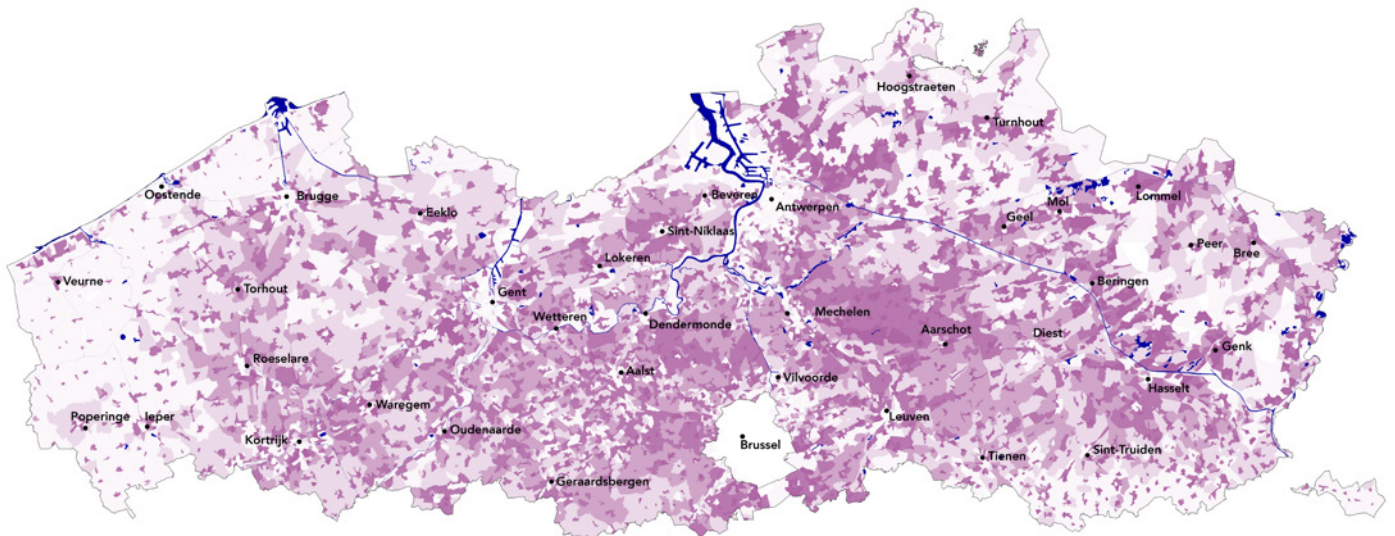 Hoogstraeten
Turnhout
Oostende
Brugge
Eeklo
Beveren
Antwerpen
Lommel
Mol
Geel
Sint-Niklaas
Peer
Bree
Lokeren
Veurne
Torhout
Beringen
Gent
Wetteren
Dendermonde
Mechelen
Aarschot
Diest
Genk
Roeselare
Aalst
Vilvoorde
Hasselt
Waregem
Leuven
Poperinge
Ieper
Kortrijk
Oudenaarde
Brussel
Tienen
Sint-Truiden
Geraardsbergen